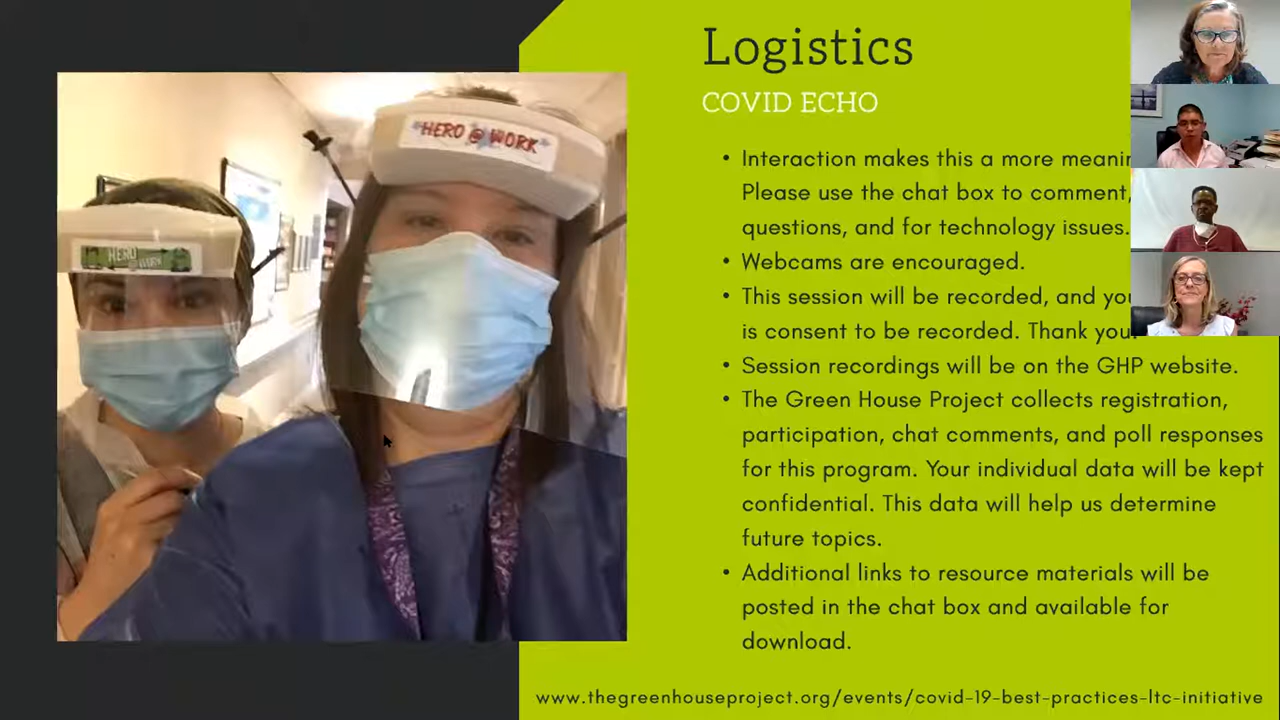 Logistics
COVID ECHO
• Interaction makes this a more
Please use the chat box to comment,
questions, and for technology issues.
• Webcams are encouraged.
• This session will be recorded, and
is consent to be recorded. Thank you.
• Session recordings will be on the GHP website.
• The Green House Project collects registration,
participation, chat comments, and poll responses
for this program. Your individual data will be kept
confidential. This data will help us determine
future topics.
• Additional links to resource materials will be
posted in the chat box and available for
download.
www.thegreenhouseproject.org/events/covid-19-best-practices-ltc-initiative
HERO @ WORK
HERO
@ WORK